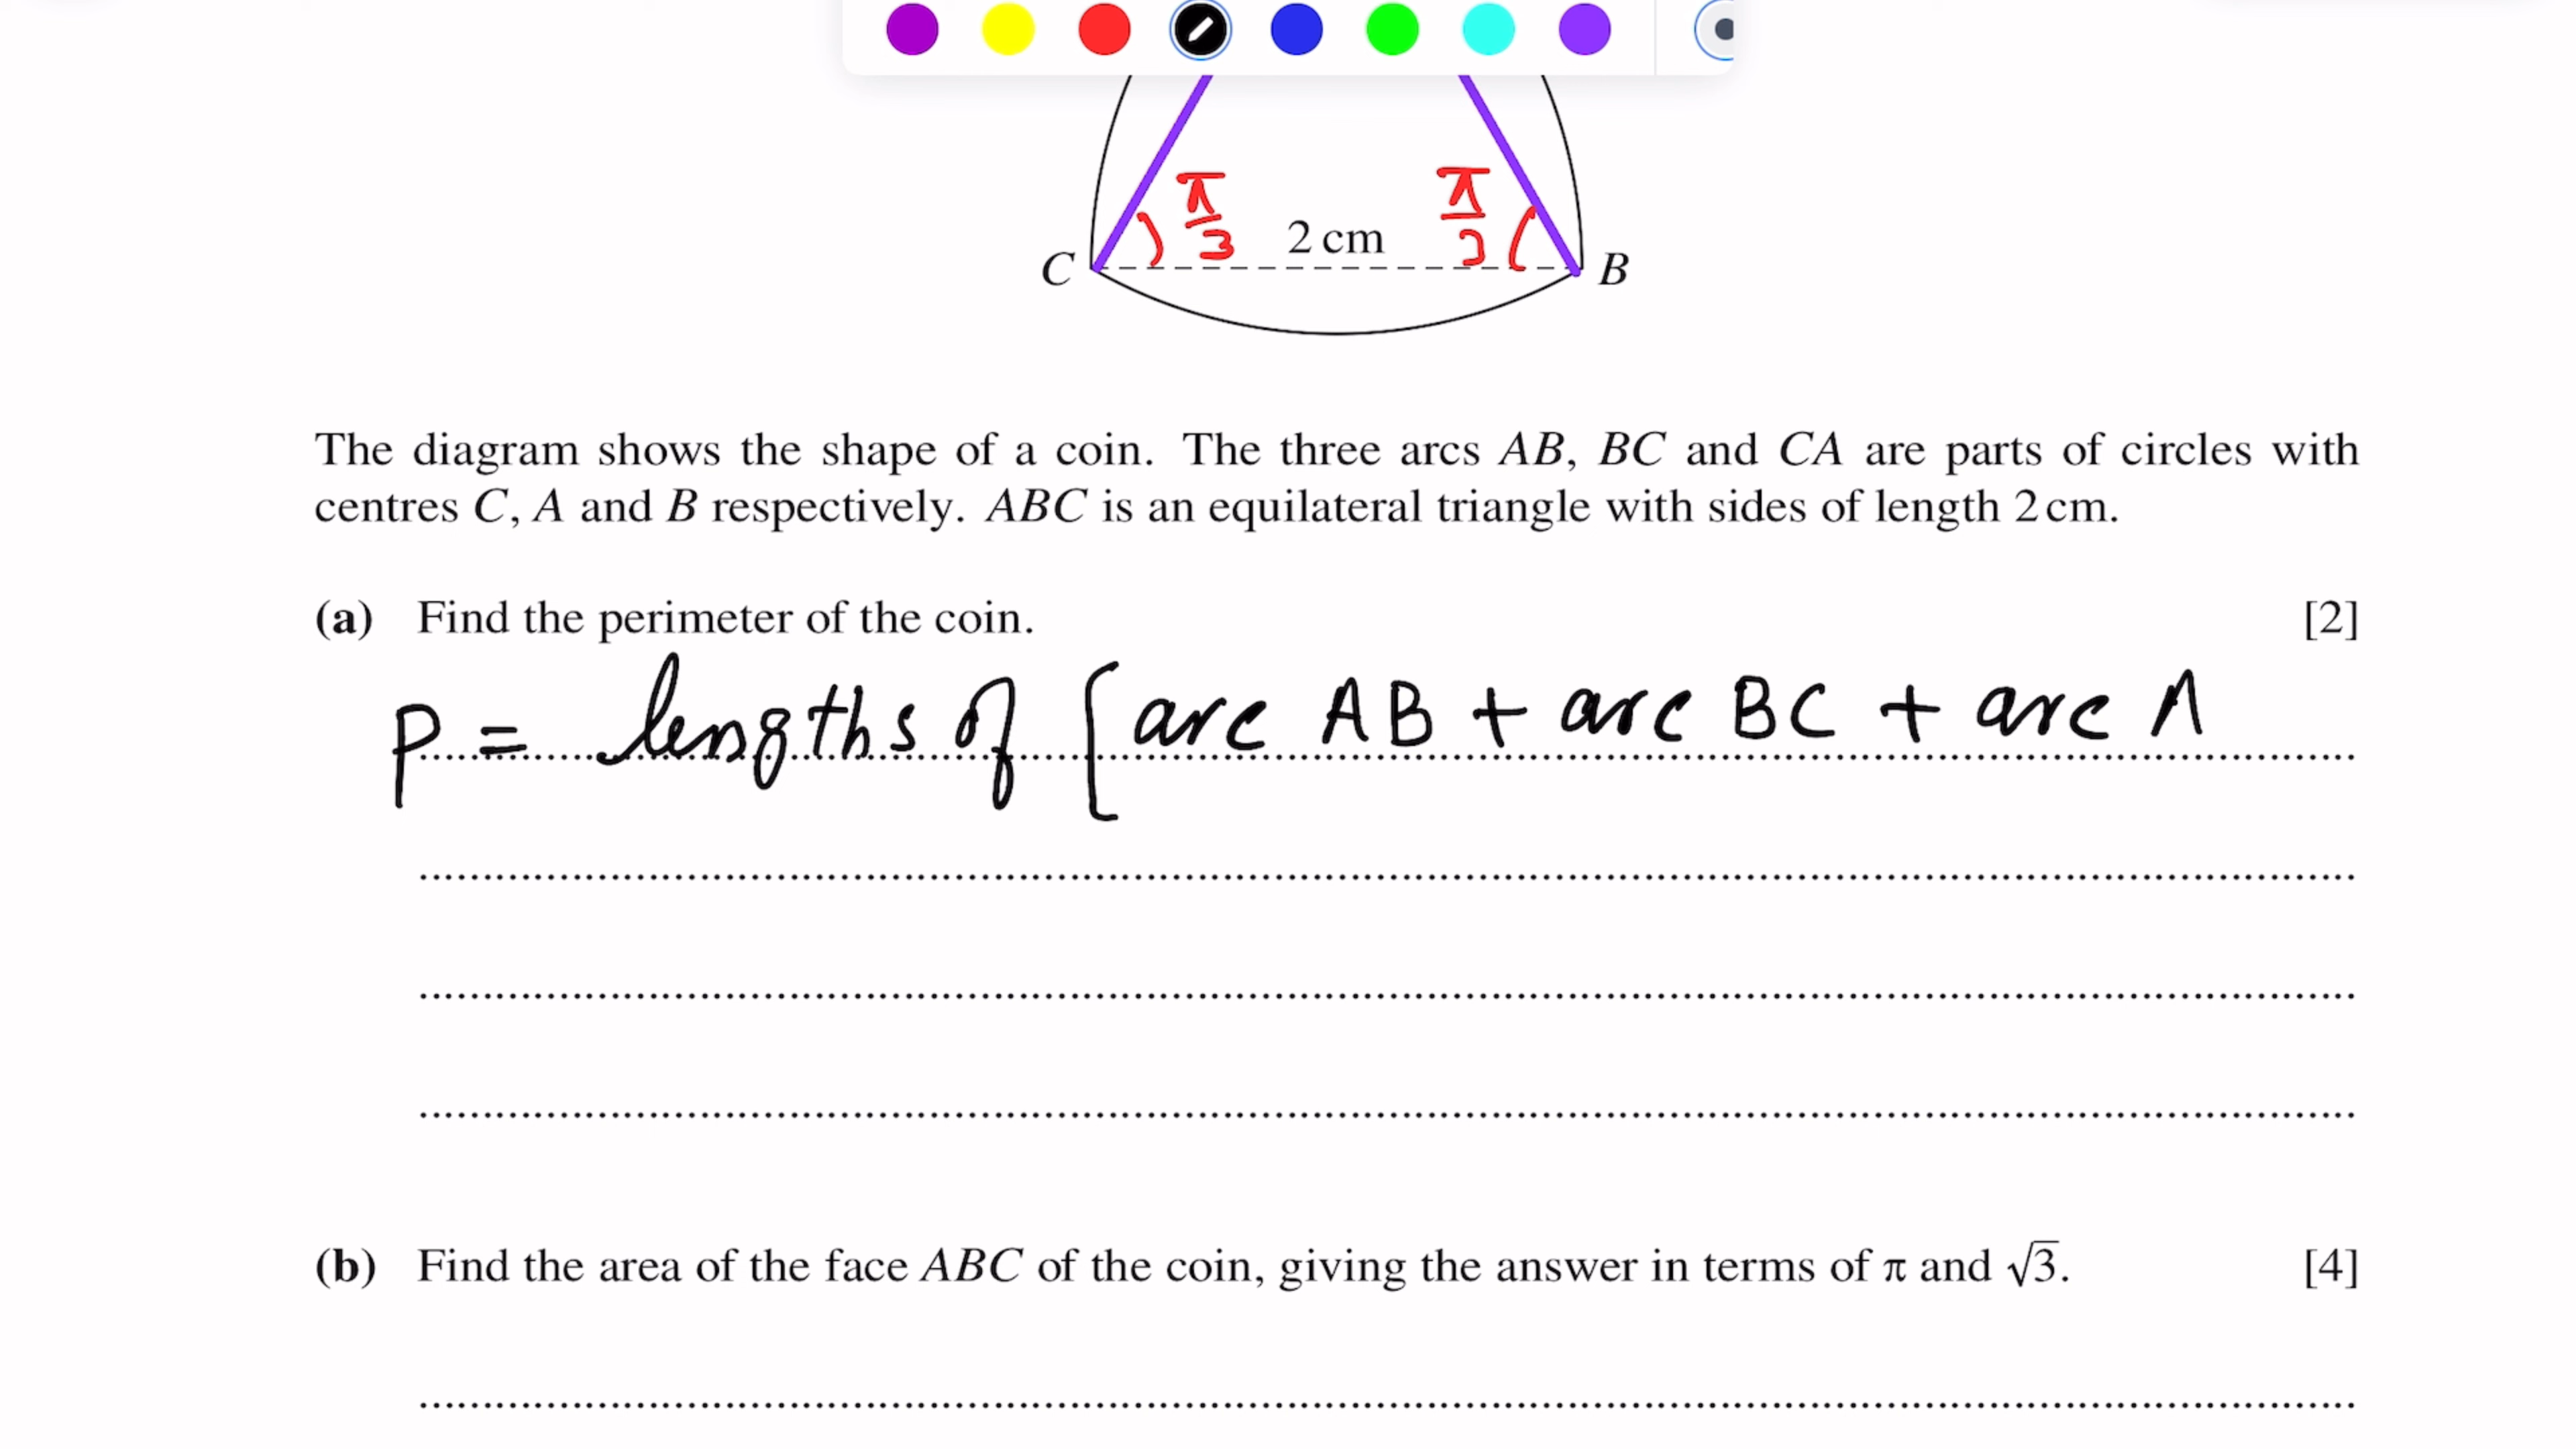 π/3
π/3
2 cm
C
B
The diagram shows the shape of a coin. The three arcs AB, BC and CA are parts of circles with
centres C, A and B respectively. ABC is an equilateral triangle with sides of length 2 cm.
(a) Find the perimeter of the coin. [2]
P = lengths of [arc AB + arc BC + arc A
(b) Find the area of the face ABC of the coin, giving the answer in terms of π and √3. [4]